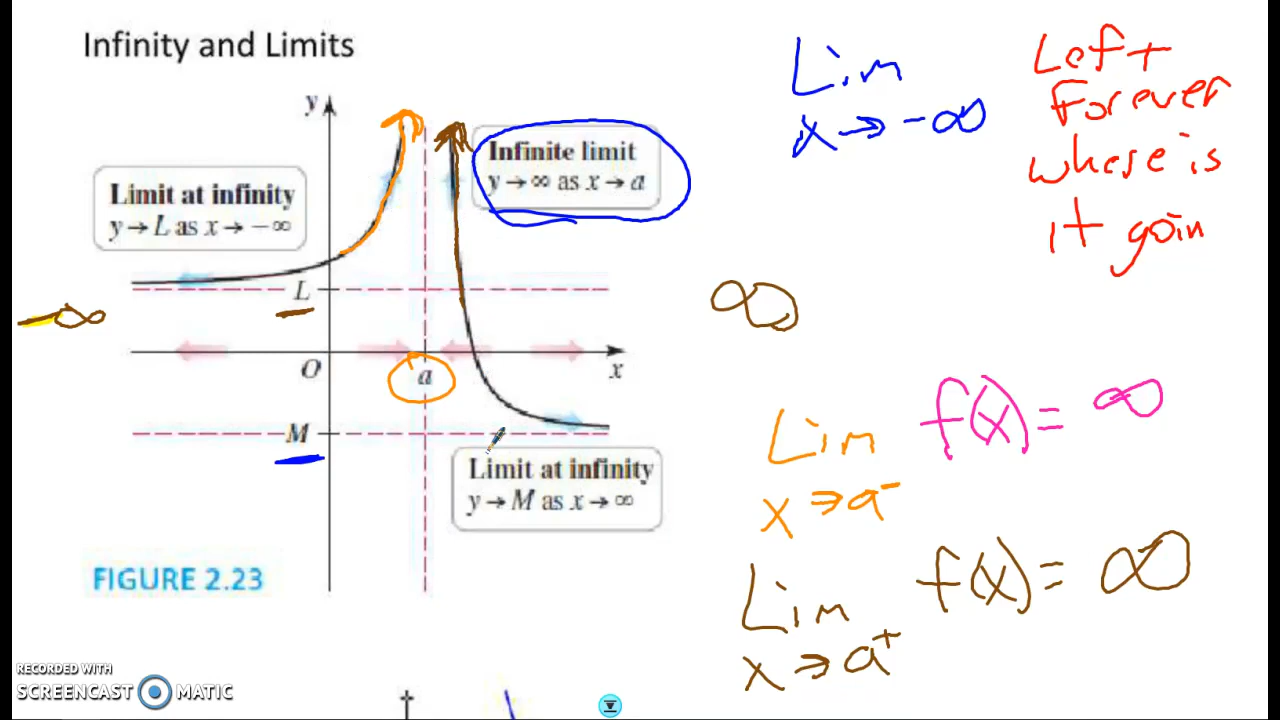 Infinity and Limits
y
Infinite limit
y → ∞ as x → a
Limit at infinity
y → L as x → −∞
L
−∞
O
a
x
M
Limit at infinity
y → M as x → ∞
FIGURE 2.23
RECORDED WITH
SCREENCAST MATIC
Lim
x → −∞
Left
forever
where is
it goin
∞
Lim f(x) = ∞
x → a⁻
Lim f(x) = ∞
x → a⁺